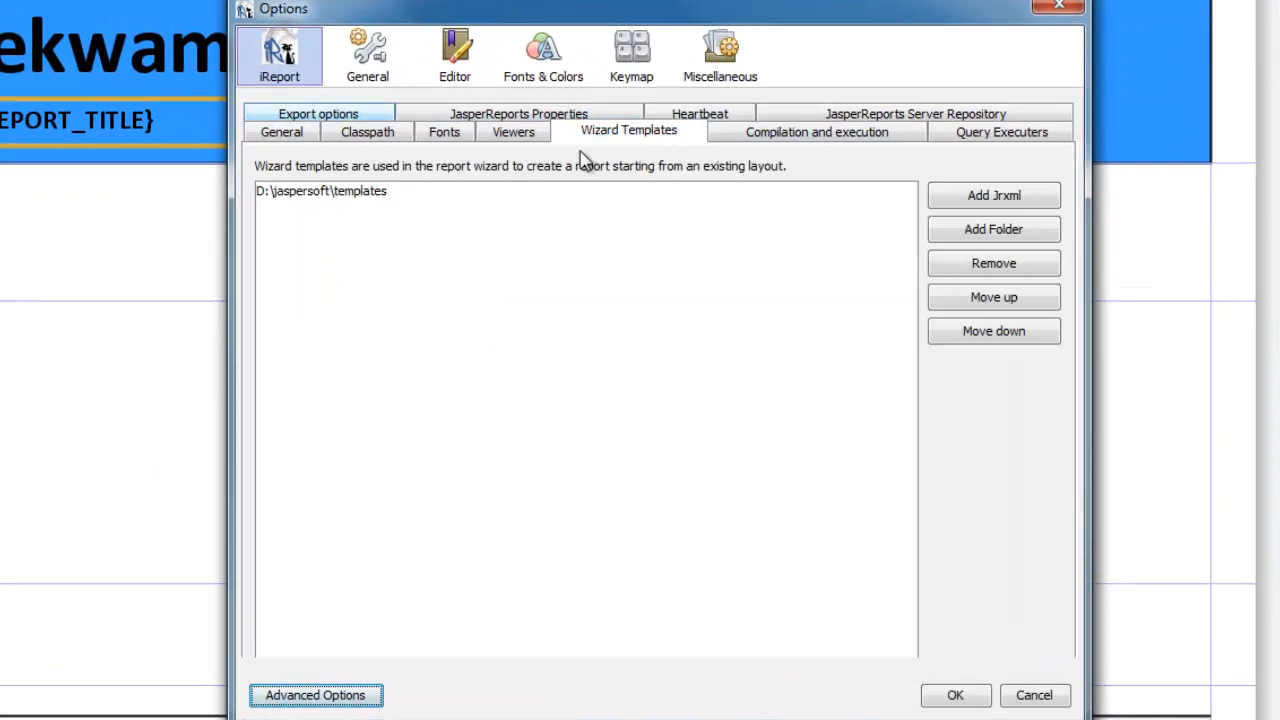 Options
ekwam
EPORT_TITLE}
iReport General Editor Fonts & Colors Keymap Miscellaneous
Export options JasperReports Properties Heartbeat JasperReports Server Repository
General Classpath Fonts Viewers Wizard Templates Compilation and execution Query Executers
Wizard templates are used in the report wizard to create a report starting from an existing layout.
D:\jaspersoft\templates
Add Jrxml
Add Folder
Remove
Move up
Move down
Advanced Options OK Cancel